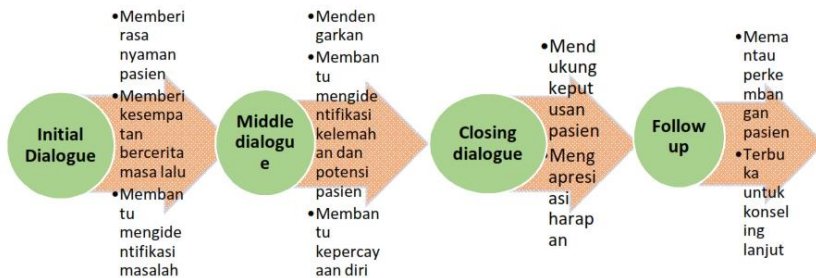 Initial
Dialogue
•Memberi
rasa
nyaman
pasien
•Memberi
kesempa
tan
bercerita
masa lalu
•Memban
tu
mengide
ntifikasi
masalah
Middle
dialogu
e
•Menden
garkan
•Memban
tu
mengide
ntifikasi
kelemah
an dan
potensi
pasien
•Memban
tu
kepercay
aan diri
Closing
dialogue
•Mend
ukung
keput
usan
pasien
•Meng
apresi
asi
harap
an
Follow
up
•Mema
ntau
perke
mban
gan
pasien
•Terbu
ka
untuk
konsel
ing
lanjut